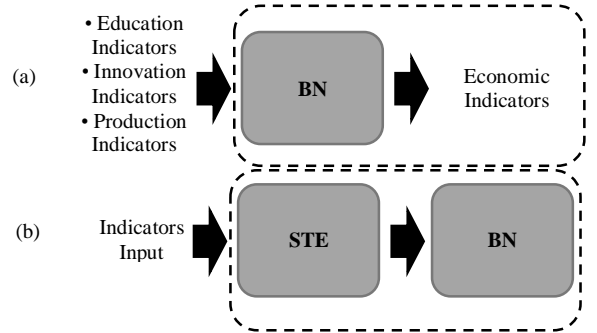 (a)
• Education
Indicators
• Innovation
Indicators
• Production
Indicators
BN
Economic
Indicators
(b)
Indicators
Input
STE
BN